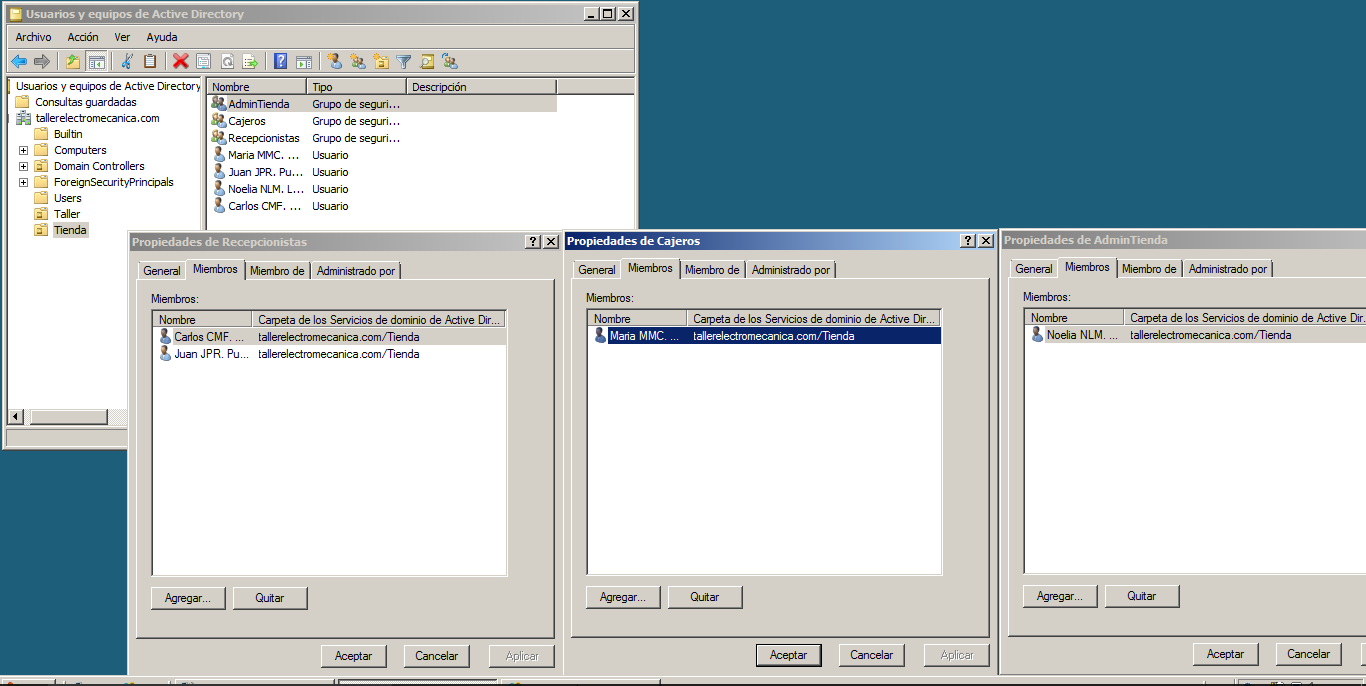 Usuarios y equipos de Active Directory
Archivo Acción Ver Ayuda
Usuarios y equipos de Active Directory
Consultas guardadas
tallerelectromecanica.com
Builtin
Computers
Domain Controllers
ForeignSecurityPrincipals
Users
Taller
Tienda
Nombre Tipo Descripción
AdminTienda Grupo de seguri...
Cajeros Grupo de seguri...
Recepcionistas Grupo de seguri...
Maria MMC. ... Usuario
Juan JPR. Pu... Usuario
Noelia NLM. L... Usuario
Carlos CMF. ... Usuario
Propiedades de Recepcionistas
General Miembros Miembro de Administrado por
Miembros:
Nombre Carpeta de los Servicios de dominio de Active Dir...
Carlos CMF. ... tallerelectromecanica.com/Tienda
Juan JPR. Pu... tallerelectromecanica.com/Tienda
Agregar... Quitar
Aceptar Cancelar Aplicar
Propiedades de Cajeros
General Miembros Miembro de Administrado por
Miembros:
Nombre Carpeta de los Servicios de dominio de Active Dir...
Maria MMC. ... tallerelectromecanica.com/Tienda
Agregar... Quitar
Aceptar Cancelar Aplicar
Propiedades de AdminTienda
General Miembros Miembro de Administrado por
Miembros:
Nombre Carpeta de los Servicios de dominio de Active Dir.
Noelia NLM. ... tallerelectromecanica.com/Tienda
Agregar... Quitar
Aceptar Cancelar